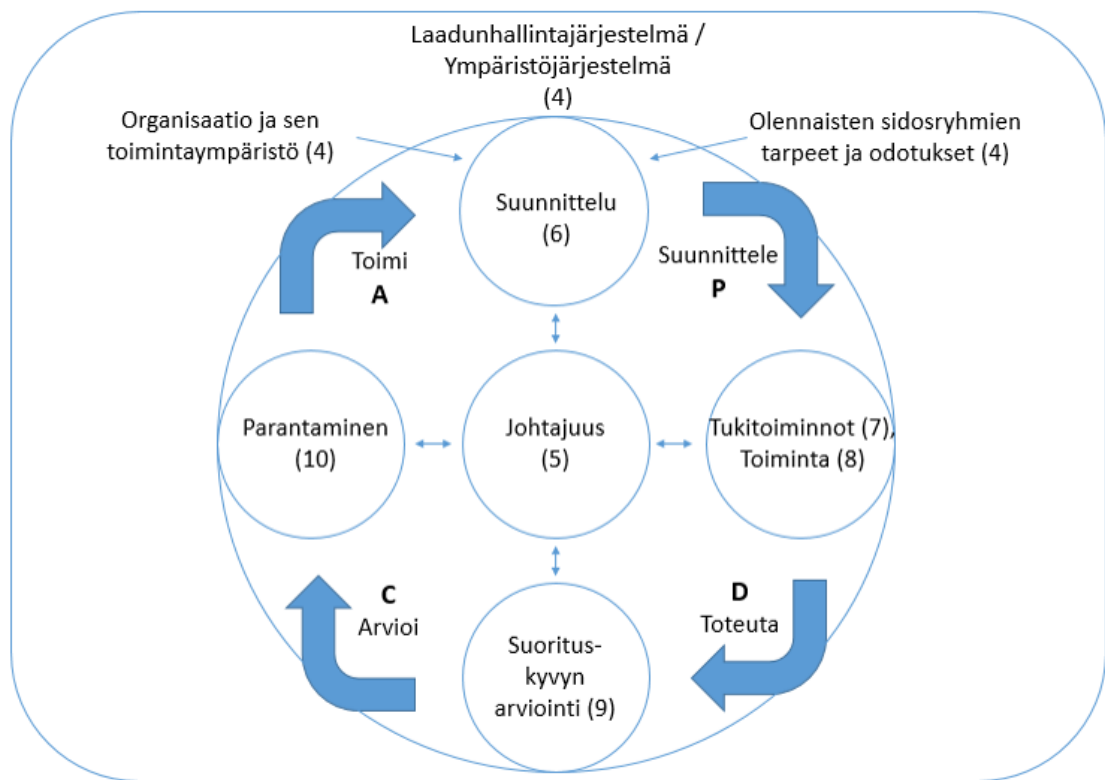 Laadunhallintajärjestelmä /
Ympäristöjärjestelmä
(4)
Organisaatio ja sen
toimintaympäristö (4)
Olennaisten sidosryhmien
tarpeet ja odotukset (4)
Suunnittelu
(6)
Toimi
A
Suunnittele
P
Parantaminen
(10)
Johtajuus
(5)
Tukitoiminnot (7),
Toiminta (8)
C
Arvioi
D
Toteuta
Suoritus-
kyvyn
arviointi (9)